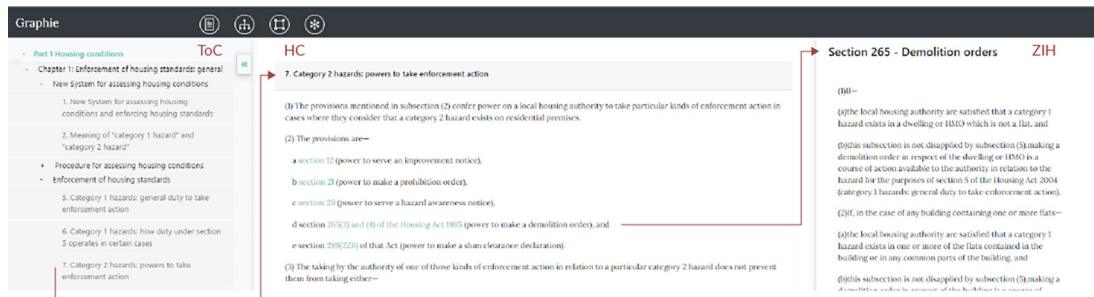 Graphie
ToC
- Part 1 Housing conditions
- Chapter 1: Enforcement of housing standards: general
- New System for assessing housing conditions
1. New System for assessing housing
conditions and enforcing housing standards
2. Meaning of "category 1 hazard" and
"category 2 hazard"
+ Procedure for assessing housing conditions
- Enforcement of housing standards
5. Category 1 hazards: general duty to take
enforcement action
6. Category 1 hazards: how duty under section
5 operates in certain cases
7. Category 2 hazards: powers to take
enforcement action
«
HC
7. Category 2 hazards: powers to take enforcement action
(1) The provisions mentioned in subsection (2) confer power on a local housing authority to take particular kinds of enforcement action in
cases where they consider that a category 2 hazard exists on residential premises.
(2) The provisions are—
a section 12 (power to serve an improvement notice),
b section 21 (power to make a prohibition order),
c section 29 (power to serve a hazard awareness notice),
d section 265(3) and (4) of the Housing Act 1985 (power to make a demolition order), and
e section 289(2ZB) of that Act (power to make a slum clearance declaration).
(3) The taking by the authority of one of those kinds of enforcement action in relation to a particular category 2 hazard does not prevent
them from taking either—
Section 265 - Demolition orders
ZIH
(1)If—
(a)the local housing authority are satisfied that a category 1
hazard exists in a dwelling or HMO which is not a flat, and
(b)this subsection is not disapplied by subsection (5),making a
demolition order in respect of the dwelling or HMO is a
course of action available to the authority in relation to the
hazard for the purposes of section 5 of the Housing Act 2004
(category 1 hazards: general duty to take enforcement action).
(2)If, in the case of any building containing one or more flats—
(a)the local housing authority are satisfied that a category 1
hazard exists in one or more of the flats contained in the
building or in any common parts of the building, and
(b)this subsection is not disapplied by subsection (5),making a
demolition order in respect of the building is a course of